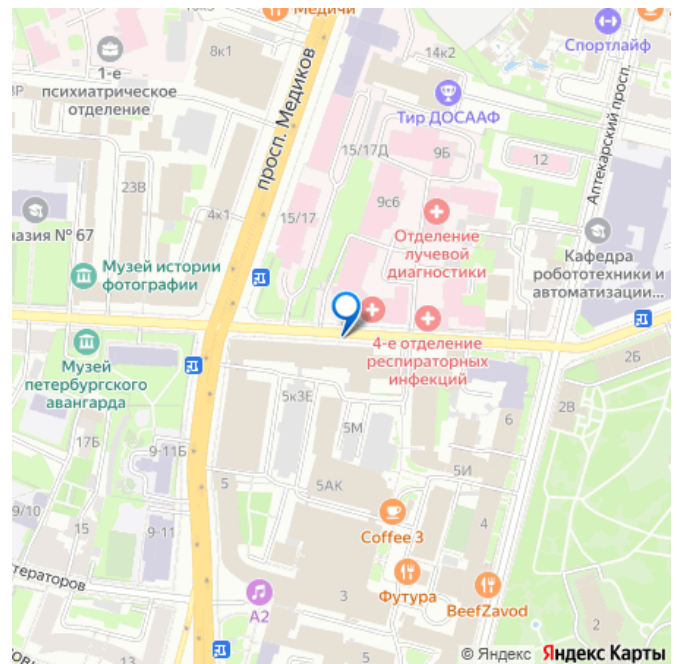 Медичи
8к1
14к2
Спортлайф
1-е
психиатрическое
отделение
просп. Медиков
Тир ДОСААФ
Аптекарский просп.
15/17Д
9Б
12
23В
9с6
4к1
15/17
Отделение
лучевой
диагностики
азия № 67
Кафедра
робототехники и
автоматизации...
Музей истории
фотографии
4-е отделение
респираторных
инфекций
Музей
петербургского
авангарда
2Б
5к3Е
2В
5М
6
17Б
9-11Б
5И
5
5АК
9/10
15
9-11
Coffee 3
4
тераторов
Футура
BeefZavod
А2
3
2
13
© Яндекс Яндекс Карты